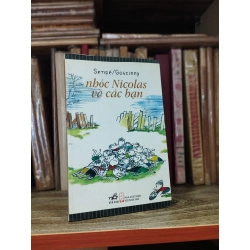 Sempé/Goscinny
nhóc Nicolas
và các bạn